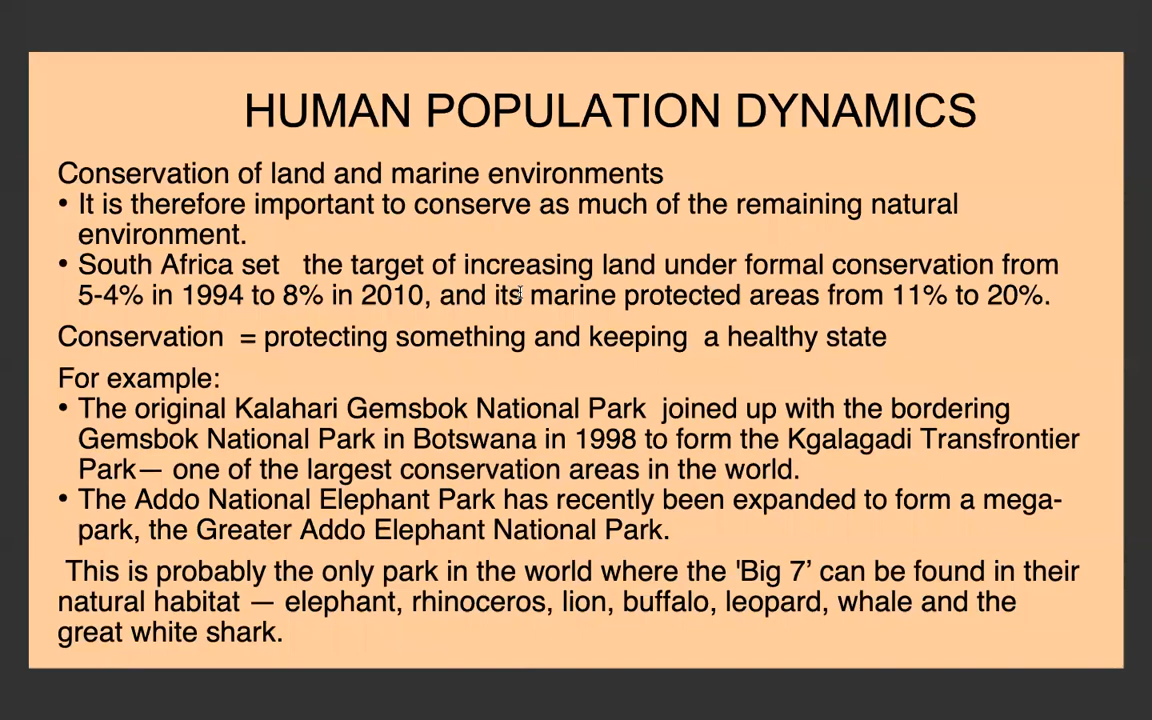 HUMAN POPULATION DYNAMICS
Conservation of land and marine environments
• It is therefore important to conserve as much of the remaining natural
environment.
• South Africa set the target of increasing land under formal conservation from
5-4% in 1994 to 8% in 2010, and its marine protected areas from 11% to 20%.
Conservation = protecting something and keeping a healthy state
For example:
• The original Kalahari Gemsbok National Park joined up with the bordering
Gemsbok National Park in Botswana in 1998 to form the Kgalagadi Transfrontier
Park— one of the largest conservation areas in the world.
• The Addo National Elephant Park has recently been expanded to form a mega-
park, the Greater Addo Elephant National Park.
This is probably the only park in the world where the 'Big 7’ can be found in their
natural habitat — elephant, rhinoceros, lion, buffalo, leopard, whale and the
great white shark.